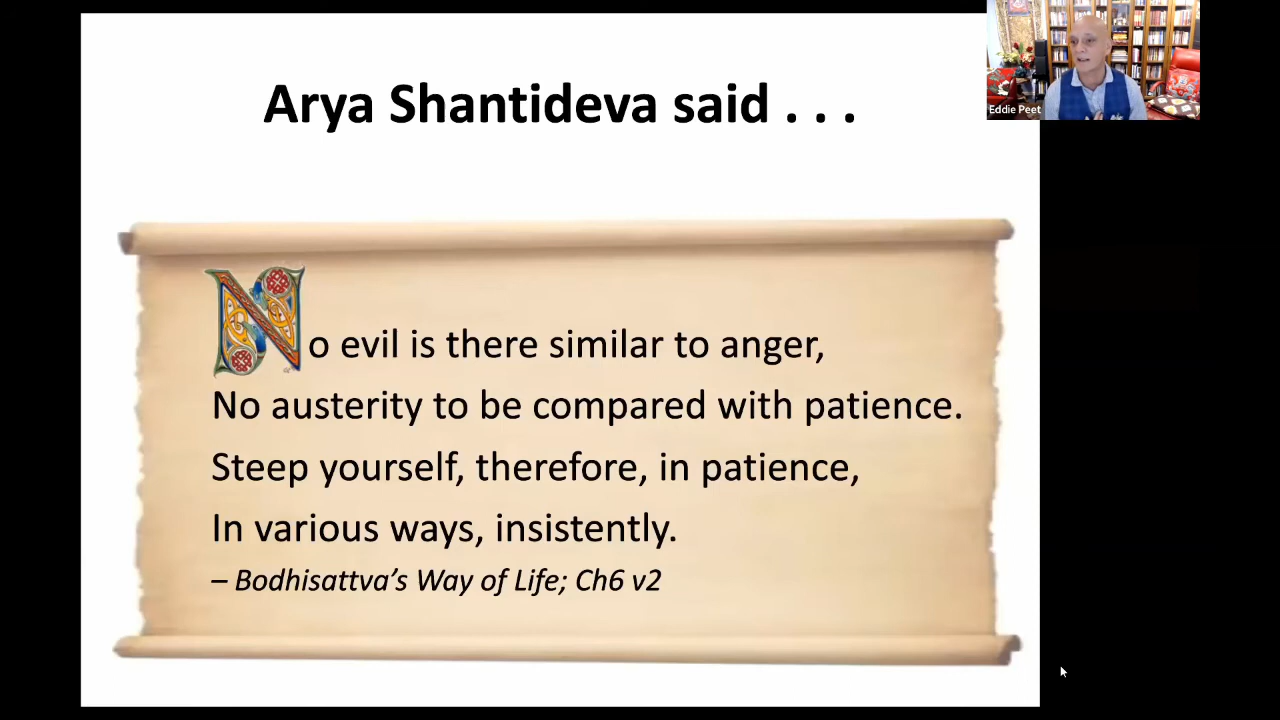 Arya Shantideva said . . .
Eddie Peet
No evil is there similar to anger,
No austerity to be compared with patience.
Steep yourself, therefore, in patience,
In various ways, insistently.
– Bodhisattva’s Way of Life; Ch6 v2